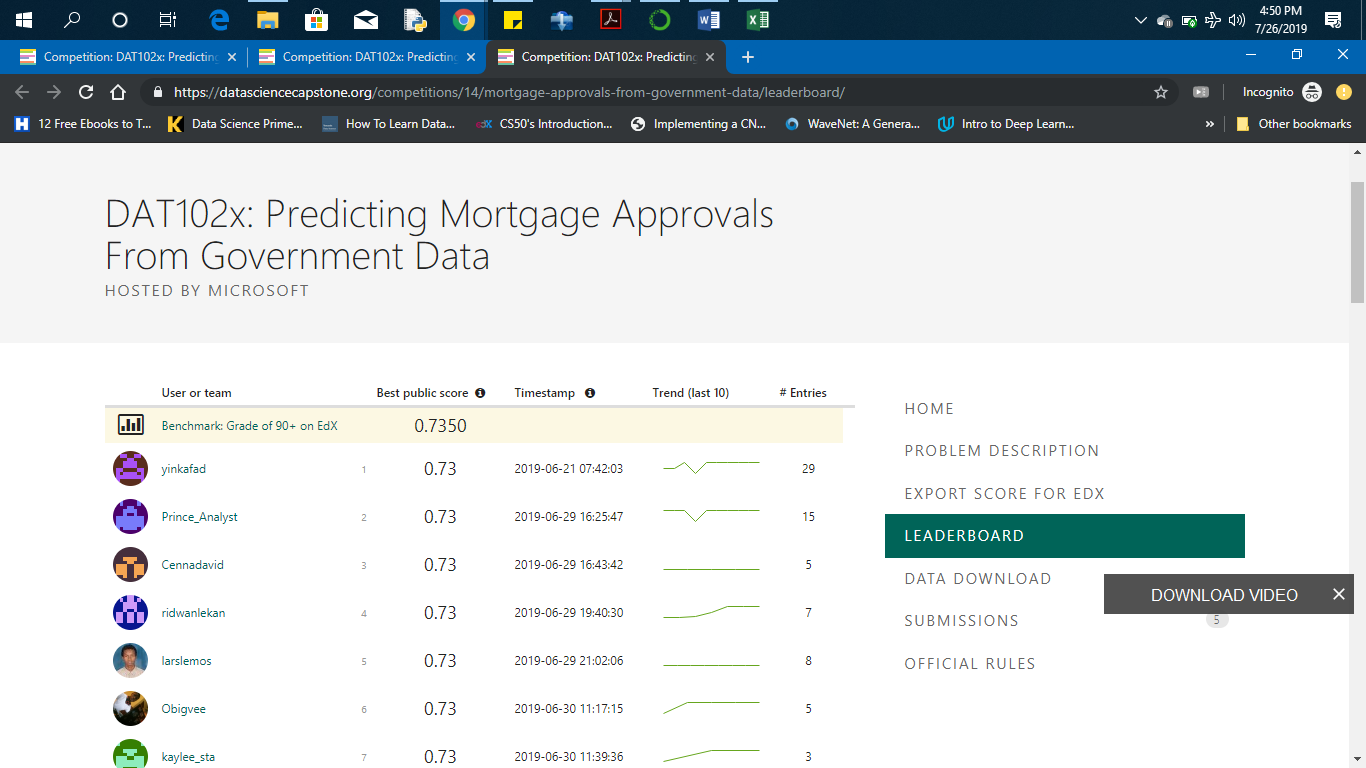 4:50 PM
7/26/2019
Competition: DAT102x: Predicting
Competition: DAT102x: Predicting
Competition: DAT102x: Predicting
https://datasciencecapstone.org/competitions/14/mortgage-approvals-from-government-data/leaderboard/
Incognito
12 Free Ebooks to T... Data Science Prime... How To Learn Data... CS50's Introduction... Implementing a CN... WaveNet: A Genera... Intro to Deep Learn... » Other bookmarks
DAT102x: Predicting Mortgage Approvals
From Government Data
HOSTED BY MICROSOFT
User or team Best public score Timestamp Trend (last 10) # Entries
Benchmark: Grade of 90+ on EdX 0.7350
yinkafad 1 0.73 2019-06-21 07:42:03 29
Prince_Analyst 2 0.73 2019-06-29 16:25:47 15
Cennadavid 3 0.73 2019-06-29 16:43:42 5
ridwanlekan 4 0.73 2019-06-29 19:40:30 7
larslemos 5 0.73 2019-06-29 21:02:06 8
Obigvee 6 0.73 2019-06-30 11:17:15 5
kaylee_sta 7 0.73 2019-06-30 11:39:36 3
HOME
PROBLEM DESCRIPTION
EXPORT SCORE FOR EDX
LEADERBOARD
DATA DOWNLOAD
DOWNLOAD VIDEO
SUBMISSIONS 5
OFFICIAL RULES